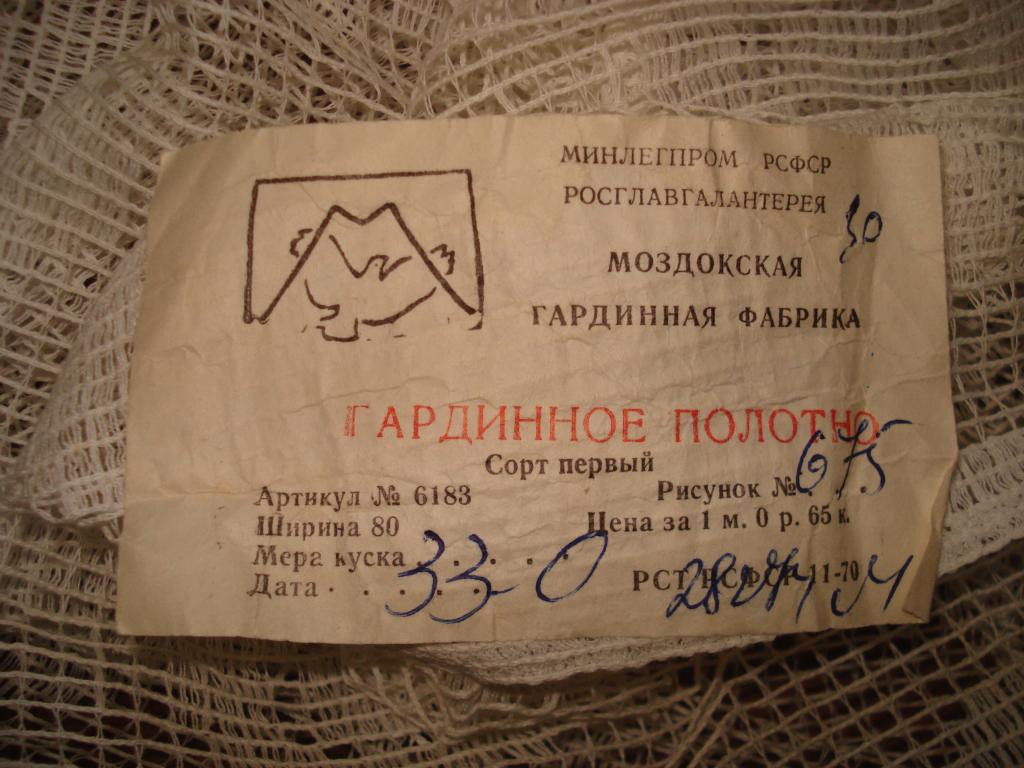 МИНЛЕГПРОМ РСФСР
РОСГЛАВГАЛАНТЕРЕЯ
МОЗДОКСКАЯ
ГАРДИННАЯ ФАБРИКА
ГАРДИННОЕ ПОЛОТНО
Сорт первый
Артикул № 6183
Рисунок № 675
Ширина 80
Цена за 1 м. 0 р. 65 к.
Мера куска 33-0
Дата
РСТ РСФСР 11-70